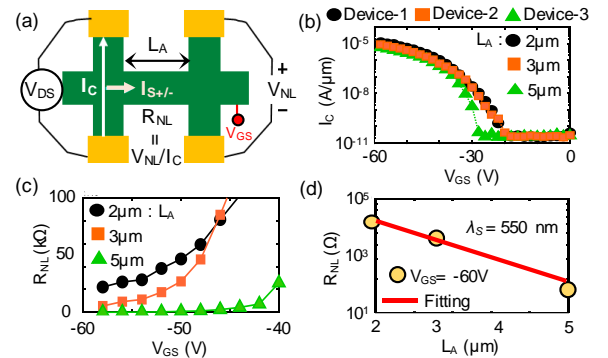 (a)
L_A
I_C
I_S+/-
V_DS
R_NL
=
V_NL/I_C
V_GS
+
V_NL
−
(b)
Device-1 Device-2 Device-3
L_A :
2μm
3μm
5μm
I_C (A/μm)
10^-5
10^-8
10^-11
-60 -30 0
V_GS (V)
(c)
2μm : L_A
3μm
5μm
R_NL (kΩ)
100
50
0
-60 -50 -40
V_GS (V)
(d)
λ_S = 550 nm
V_GS= -60V
Fitting
R_NL (Ω)
10^5
10^3
10^1
2 3 4 5
L_A (μm)